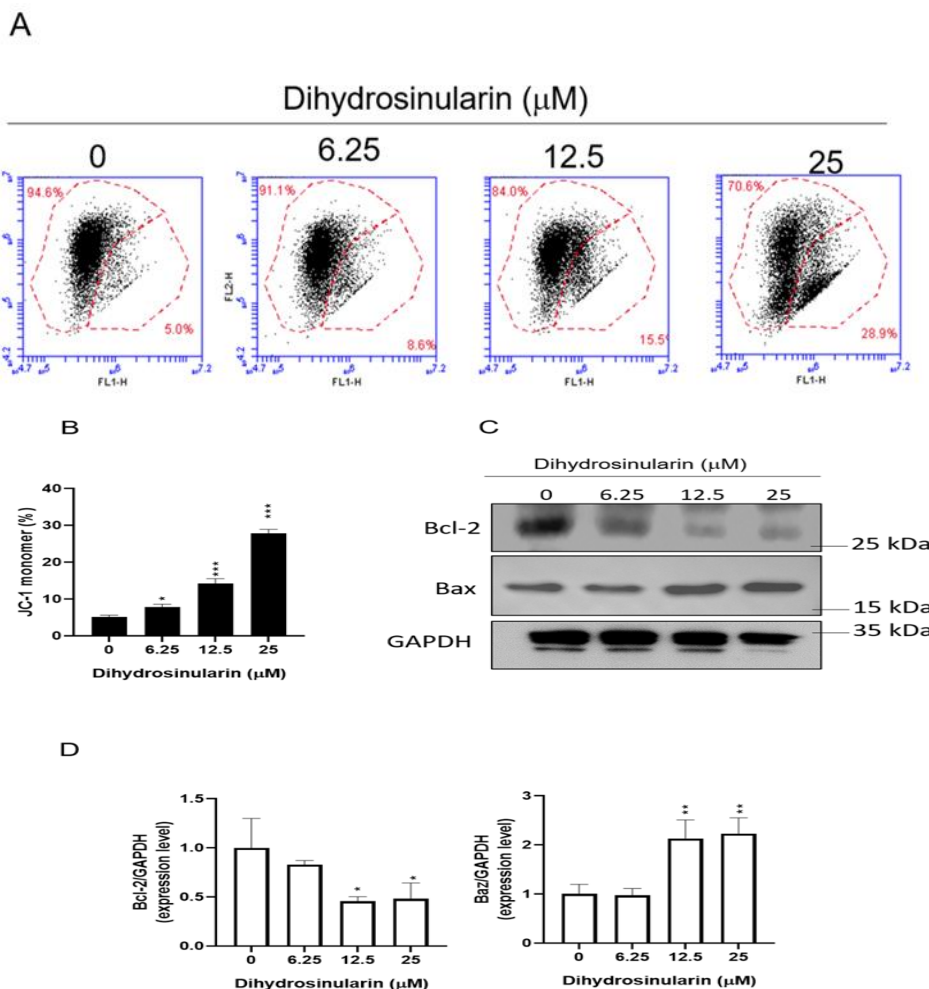 A
Dihydrosinularin (μM)
0 6.25 12.5 25
94.6% 91.1% 84.0% 70.6%
FL2-H
5.0% 8.6% 15.5% 28.9%
FL1-H FL1-H FL1-H FL1-H
B
JC-1 monomer (%)
40
30
20
10
0
* *** ***
0 6.25 12.5 25
Dihydrosinularin (μM)
C
Dihydrosinularin (μM)
0 6.25 12.5 25
Bcl-2
25 kDa
Bax
15 kDa
GAPDH
35 kDa
D
Bcl-2/GAPDH
(expression level)
1.5
1.0
0.5
0.0
* *
0 6.25 12.5 25
Dihydrosinularin (μM)
Baz/GAPDH
(expression level)
3
2
1
0
** **
0 6.25 12.5 25
Dihydrosinularin (μM)